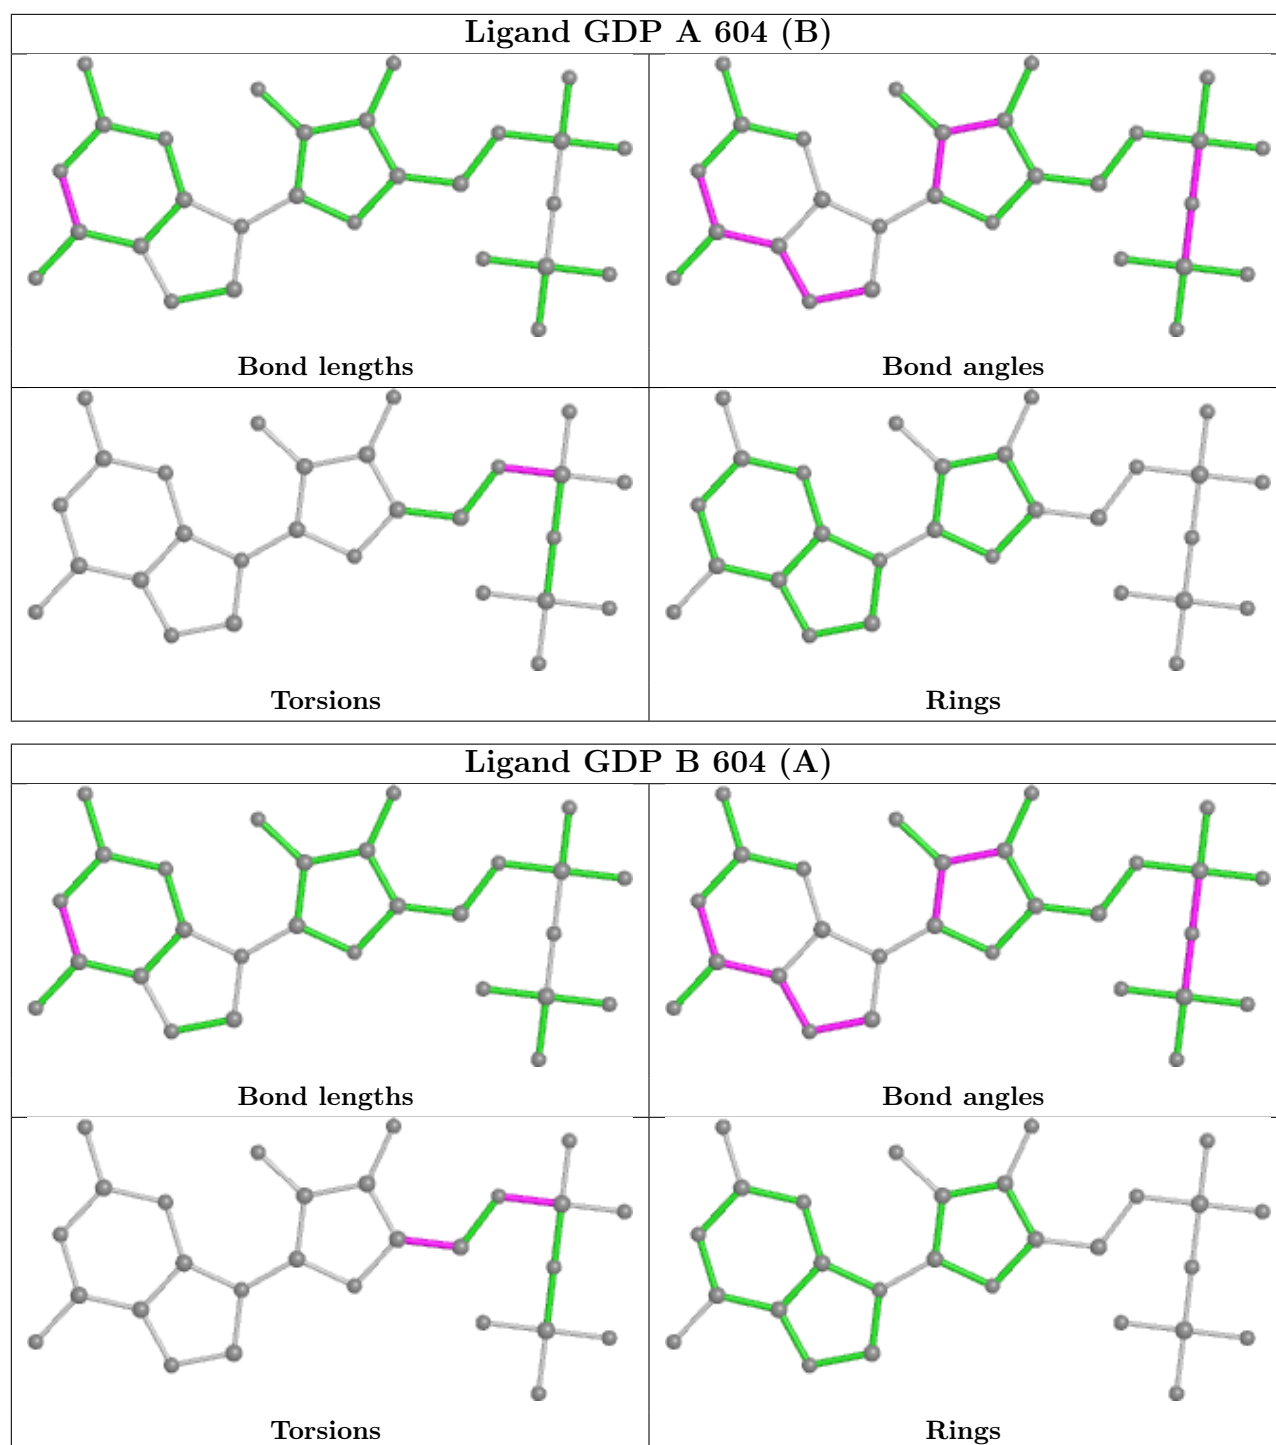 Ligand GDP A 604 (B)
Bond lengths
Bond angles
Torsions
Rings
Ligand GDP B 604 (A)
Bond lengths
Bond angles
Torsions
Rings